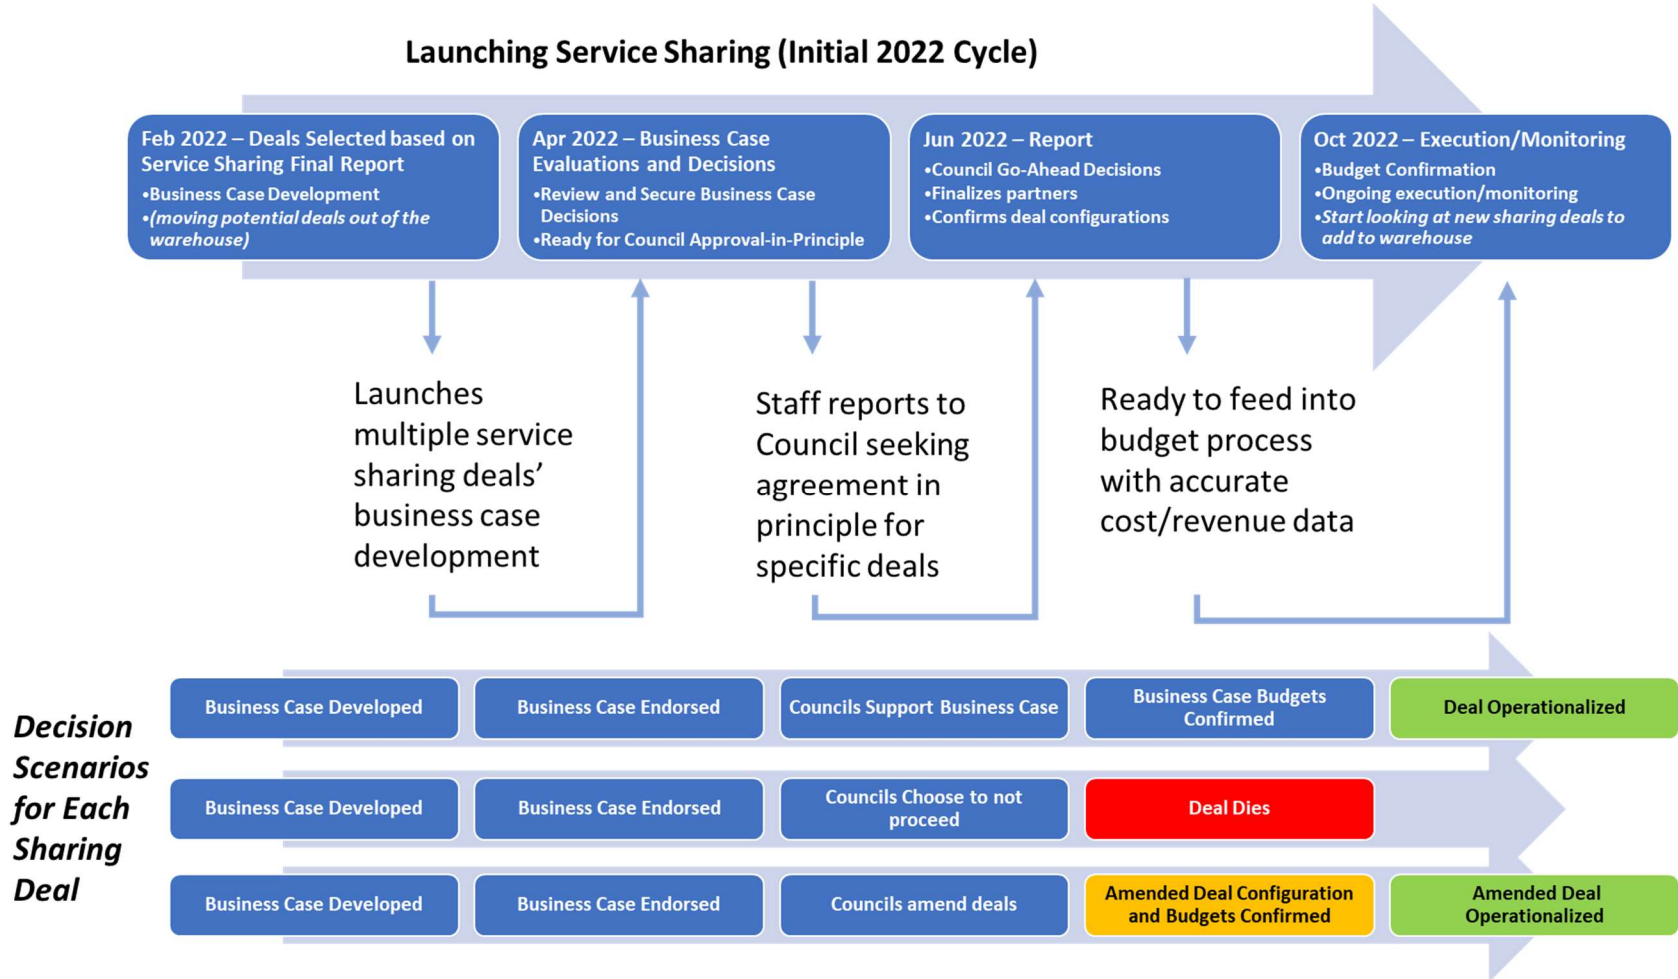 Launching Service Sharing (Initial 2022 Cycle)
Feb 2022 – Deals Selected based on
Service Sharing Final Report
•Business Case Development
•(moving potential deals out of the
warehouse)
Apr 2022 – Business Case
Evaluations and Decisions
•Review and Secure Business Case
Decisions
•Ready for Council Approval-in-Principle
Jun 2022 – Report
•Council Go-Ahead Decisions
•Finalizes partners
•Confirms deal configurations
Oct 2022 – Execution/Monitoring
•Budget Confirmation
•Ongoing execution/monitoring
•Start looking at new sharing deals to
add to warehouse
Launches
multiple service
sharing deals’
business case
development
Staff reports to
Council seeking
agreement in
principle for
specific deals
Ready to feed into
budget process
with accurate
cost/revenue data
Decision
Scenarios
for Each
Sharing
Deal
Business Case Developed
Business Case Endorsed
Councils Support Business Case
Business Case Budgets
Confirmed
Deal Operationalized
Business Case Developed
Business Case Endorsed
Councils Choose to not
proceed
Deal Dies
Business Case Developed
Business Case Endorsed
Councils amend deals
Amended Deal Configuration
and Budgets Confirmed
Amended Deal
Operationalized